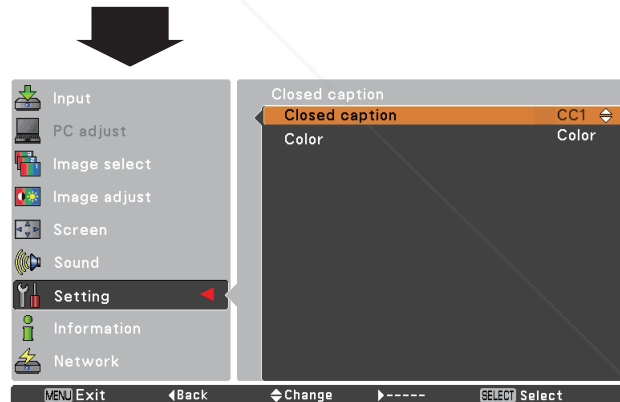 Input
PC adjust
Image select
Image adjust
Screen
Sound
Setting
Information
Network
Closed caption
Closed caption CC1
Color Color
MENU Exit Back Change ----- SELECT Select